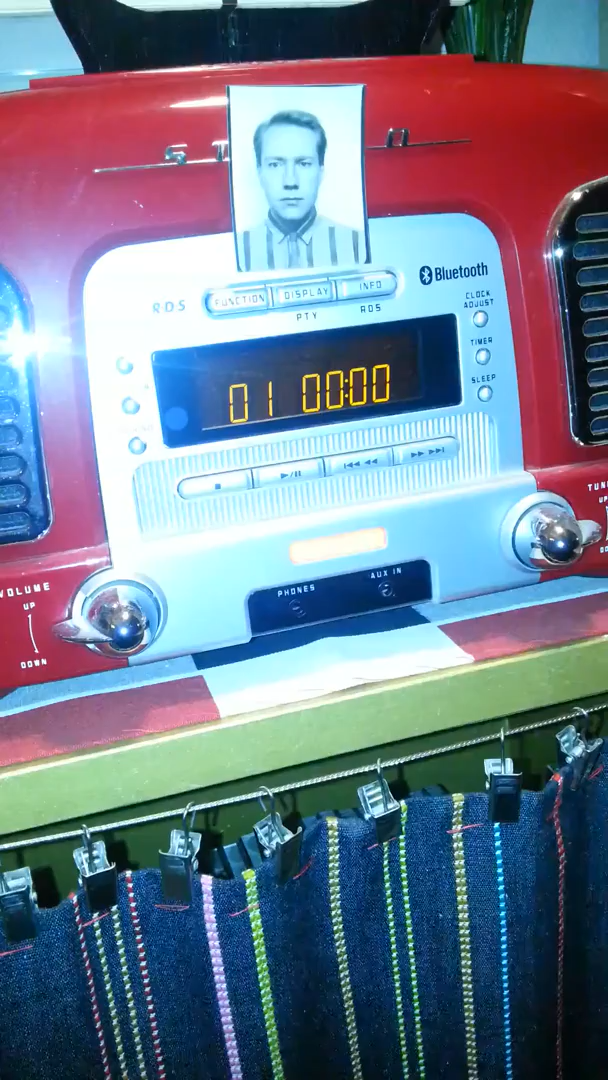 ST O
Bluetooth
RDS
FUNCTION DISPLAY INFO
PTY RDS
CLOCK
ADJUST
TIMER
SLEEP
01 00:00
PHONES AUX IN
VOLUME
UP
DOWN